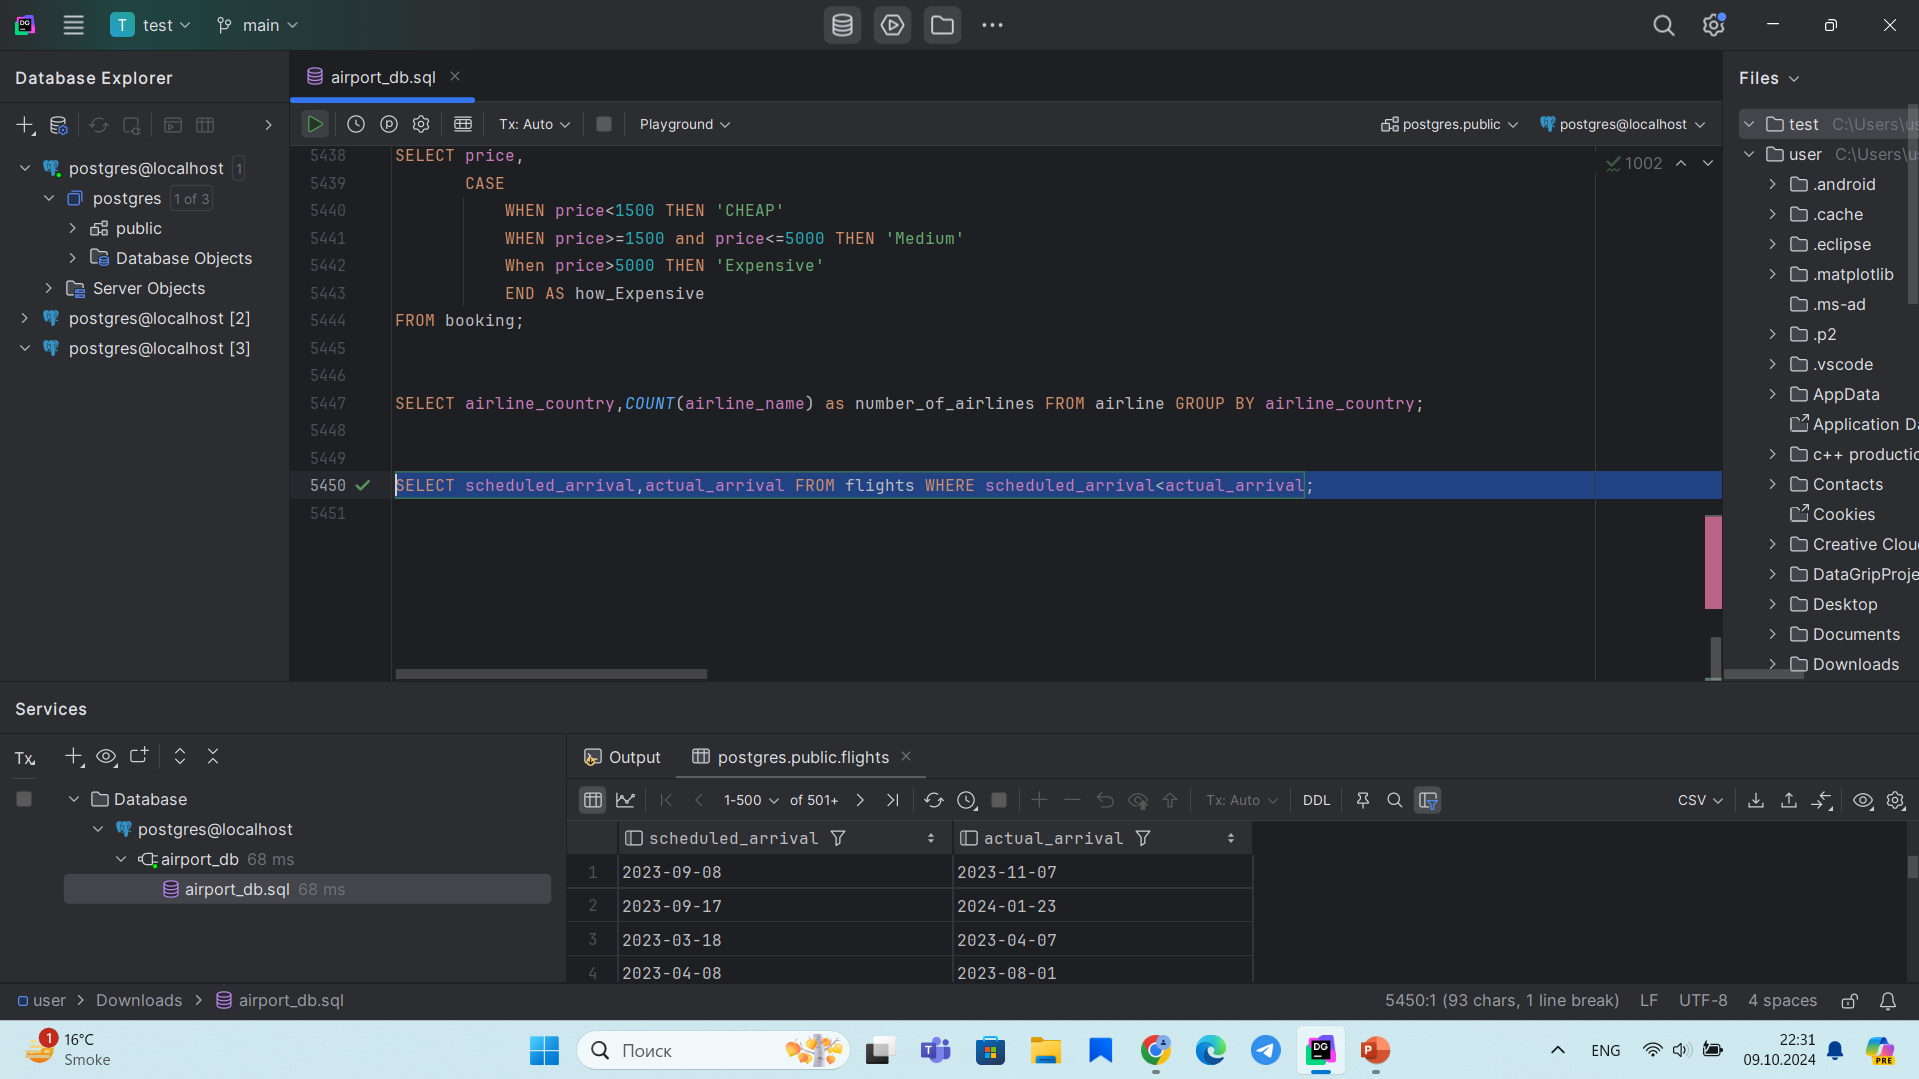 DG
T test
main
Database Explorer
airport_db.sql
Files
Tx: Auto
Playground
postgres.public
postgres@localhost
postgres@localhost 1
postgres 1 of 3
public
Database Objects
Server Objects
postgres@localhost [2]
postgres@localhost [3]
1002
5438 SELECT price,
5439 CASE
5440 WHEN price<1500 THEN 'CHEAP'
5441 WHEN price>=1500 and price<=5000 THEN 'Medium'
5442 When price>5000 THEN 'Expensive'
5443 END AS how_Expensive
5444 FROM booking;
5445
5446
5447 SELECT airline_country,COUNT(airline_name) as number_of_airlines FROM airline GROUP BY airline_country;
5448
5449
5450 SELECT scheduled_arrival,actual_arrival FROM flights WHERE scheduled_arrival<actual_arrival;
5451
test C:\Users\us
user C:\Users\u
.android
.cache
.eclipse
.matplotlib
.ms-ad
.p2
.vscode
AppData
Application Da
c++ productio
Contacts
Cookies
Creative Clou
DataGripProje
Desktop
Documents
Downloads
Services
Tx
Database
postgres@localhost
airport_db 68 ms
airport_db.sql 68 ms
Output
postgres.public.flights
1-500 of 501+
Tx: Auto
DDL
CSV
scheduled_arrival actual_arrival
1 2023-09-08 2023-11-07
2 2023-09-17 2024-01-23
3 2023-03-18 2023-04-07
4 2023-04-08 2023-08-01
user > Downloads > airport_db.sql
5450:1 (93 chars, 1 line break) LF UTF-8 4 spaces
1
16°C
Smoke
Поиск
DG
P
ENG
22:31
09.10.2024
PRE